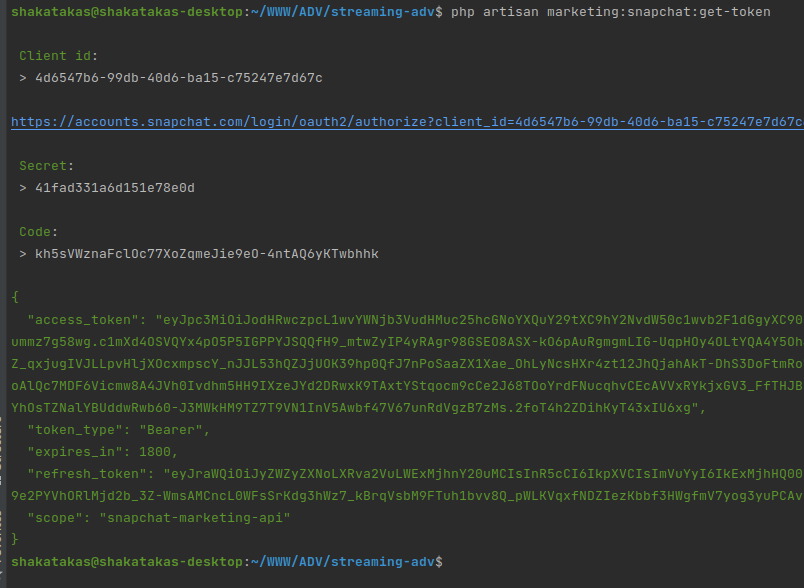 shakatakas@shakatakas-desktop:~/WWW/ADV/streaming-adv$ php artisan marketing:snapchat:get-token
Client id:
> 4d6547b6-99db-40d6-ba15-c75247e7d67c
https://accounts.snapchat.com/login/oauth2/authorize?client_id=4d6547b6-99db-40d6-ba15-c75247e7d67c
Secret:
> 41fad331a6d151e78e0d
Code:
> kh5sVWznaFclOc77XoZqmeJie9eO-4ntAQ6yKTwbhhk
{
"access_token": "eyJpc3MiOiJodHRwczpcL1wvYWNjb3VudHMuc25hcGNoYXQuY29tXC9hY2NvdW50c1wvb2F1dGgyXC90
ummz7g58wg.c1mXd4OSVQYx4pO5P5IGPPYJSQQfH9_mtwZyIP4yRAgr98GSEO8ASX-kO6pAuRgmgmLIG-UqpHOy4OLtYQA4Y5Oh
Z_qxjugIVJLLpvHljXOcxmpscY_nJJL53hQZJjUOK39hp0QfJ7nPoSaaZX1Xae_OhLyNcsHXr4zt12JhQjahAkT-DhS3DoFtmRo
oAlQc7MDF6Vicmw8A4JVh0Ivdhm5HH9IXzeJYd2DRwxK9TAxtYStqocm9cCe2J68TOoYrdFNucqhvCEcAVVxRYkjxGV3_FfTHJB
YhOsTZNalYBUddwRwb60-J3MWkHM9TZ7T9VN1InV5Awbf47V67unRdVgzB7zMs.2foT4h2ZDihKyT43xIU6xg",
"token_type": "Bearer",
"expires_in": 1800,
"refresh_token": "eyJraWQiOiJyZWZyZXNoLXRva2VuLWExMjhnY20uMCIsInR5cCI6IkpXVCIsImVuYyI6IkExMjhHQ00
9e2PYVhORlMjd2b_3Z-WmsAMCncL0WFsSrKdg3hWz7_kBrqVsbM9FTuh1bvv8Q_pWLKVqxfNDZIezKbbf3HWgfmV7yog3yuPCAv
"scope": "snapchat-marketing-api"
}
shakatakas@shakatakas-desktop:~/WWW/ADV/streaming-adv$